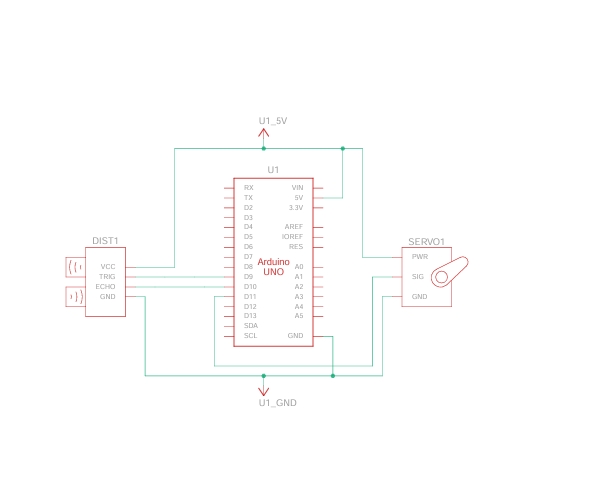 U1_5V
U1
RX
TX
D2
D3
D4
D5
D6
D7
D8
D9
D10
D11
D12
D13
SDA
SCL
Arduino
UNO
VIN
5V
3.3V
AREF
IOREF
RES
A0
A1
A2
A3
A4
A5
GND
DIST1
VCC
TRIG
ECHO
GND
SERVO1
PWR
SIG
GND
U1_GND